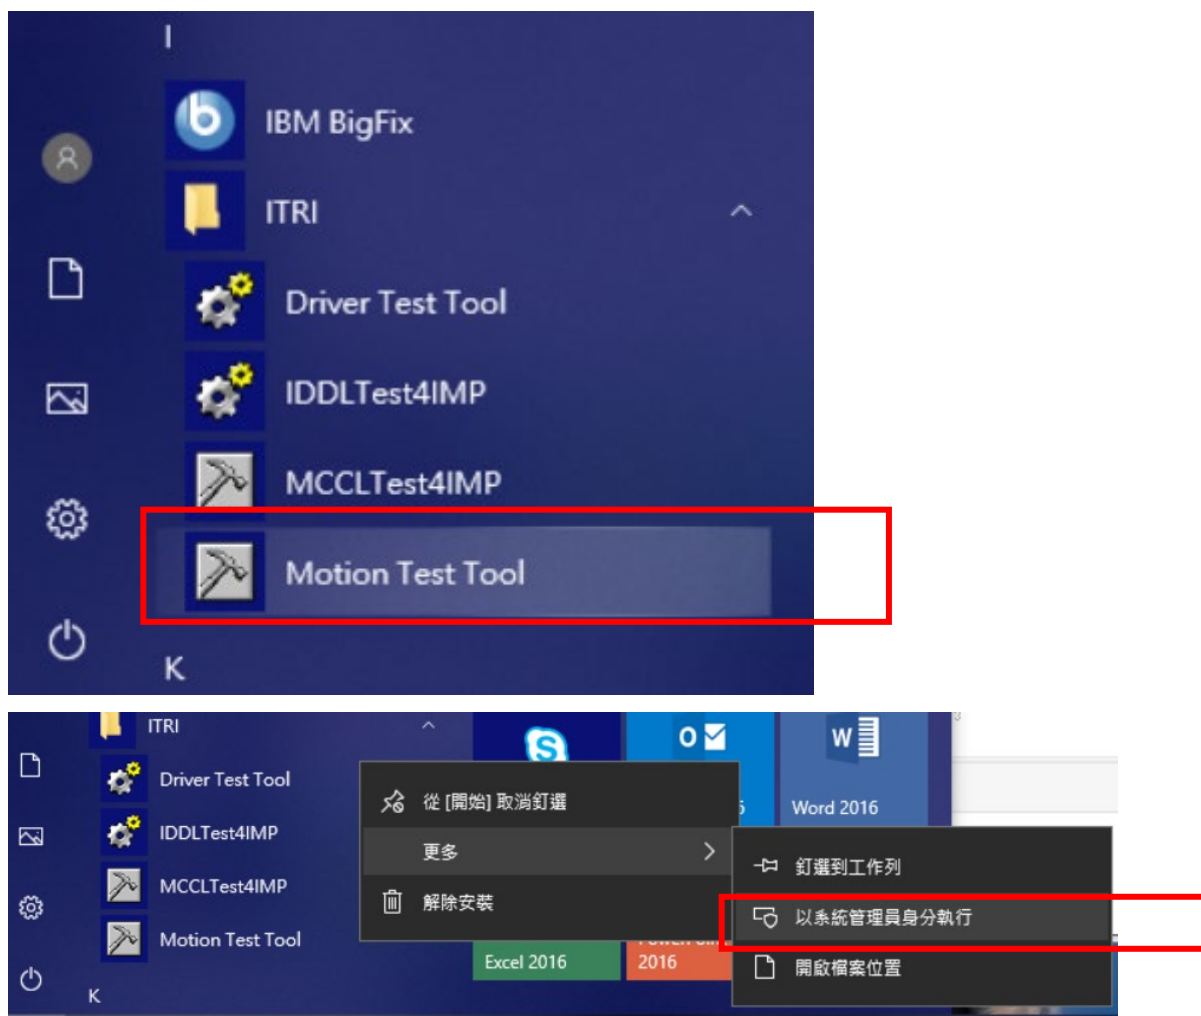 I
IBM BigFix
ITRI
Driver Test Tool
IDDLTest4IMP
MCCLTest4IMP
Motion Test Tool
K
ITRI
Driver Test Tool
IDDLTest4IMP
MCCLTest4IMP
Motion Test Tool
K
從 [開始] 取消釘選
更多
解除安裝
Word 2016
釘選到工作列
以系統管理員身分執行
開啟檔案位置
Excel 2016
2016